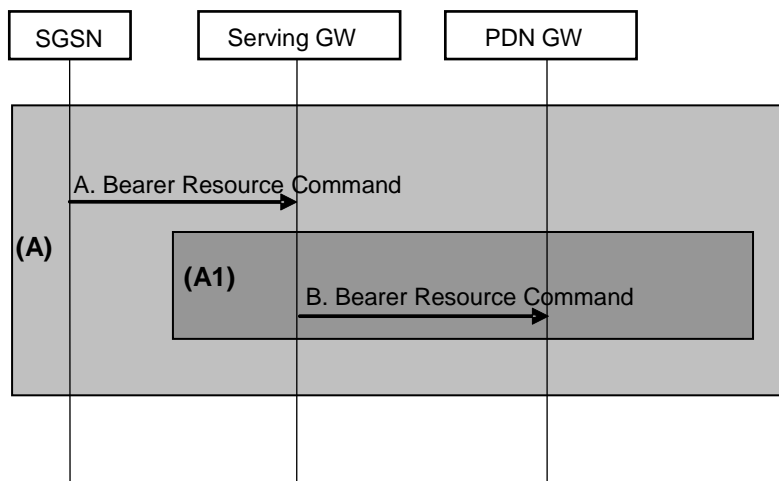 SGSN
Serving GW
PDN GW
A. Bearer Resource Command
(A)
(A1)
B. Bearer Resource Command